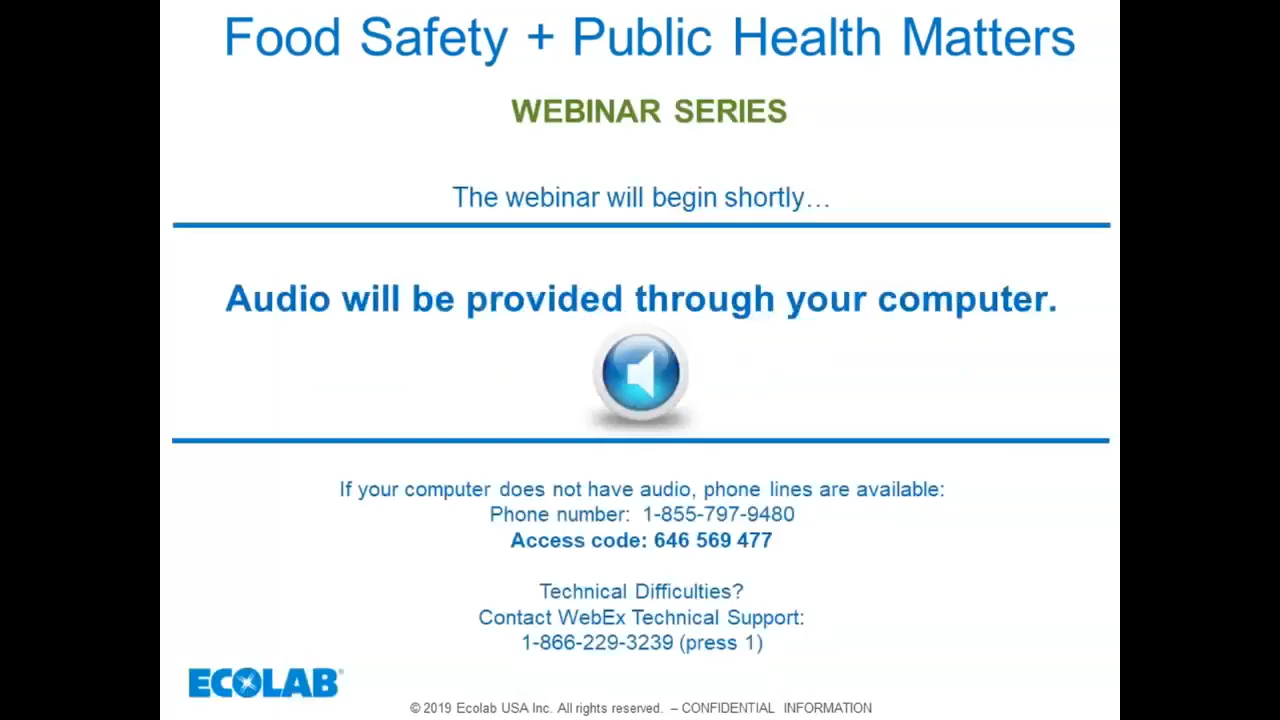 Food Safety + Public Health Matters
WEBINAR SERIES
The webinar will begin shortly…
Audio will be provided through your computer.
If your computer does not have audio, phone lines are available:
Phone number: 1-855-797-9480
Access code: 646 569 477
Technical Difficulties?
Contact WebEx Technical Support:
1-866-229-3239 (press 1)
ECOLAB®
© 2019 Ecolab USA Inc. All rights reserved. – CONFIDENTIAL INFORMATION